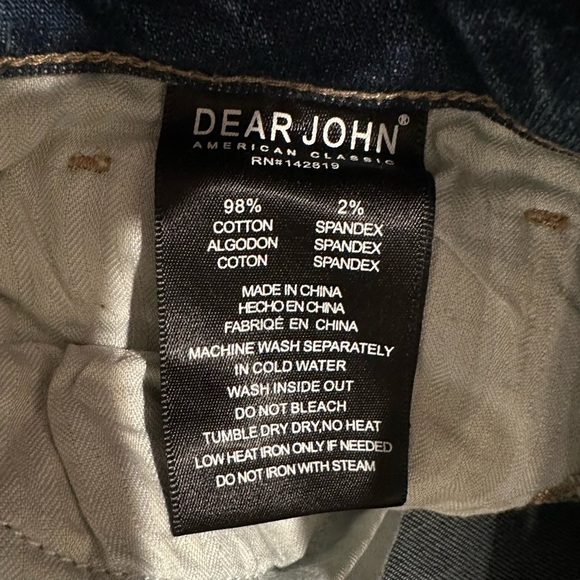 DEAR JOHN®
AMERICAN CLASSIC
RN#142819
98% 2%
COTTON SPANDEX
ALGODON SPANDEX
COTON SPANDEX
MADE IN CHINA
HECHO EN CHINA
FABRIQÉ EN CHINA
MACHINE WASH SEPARATELY
IN COLD WATER
WASH INSIDE OUT
DO NOT BLEACH
TUMBLE DRY DRY,NO HEAT
LOW HEAT IRON ONLY IF NEEDED
DO NOT IRON WITH STEAM